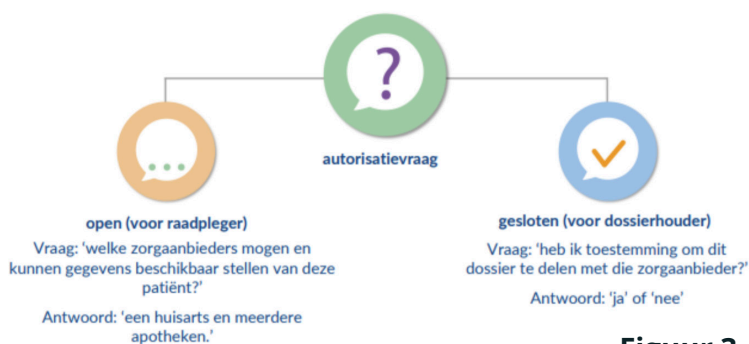 ?
autorisatievraag
open (voor raadpleger)
Vraag: ‘welke zorgaanbieders mogen en
kunnen gegevens beschikbaar stellen van deze
patiënt?’
Antwoord: ‘een huisarts en meerdere
apotheken.’
gesloten (voor dossierhouder)
Vraag: ‘heb ik toestemming om dit
dossier te delen met die zorgaanbieder?’
Antwoord: ‘ja’ of ‘nee’